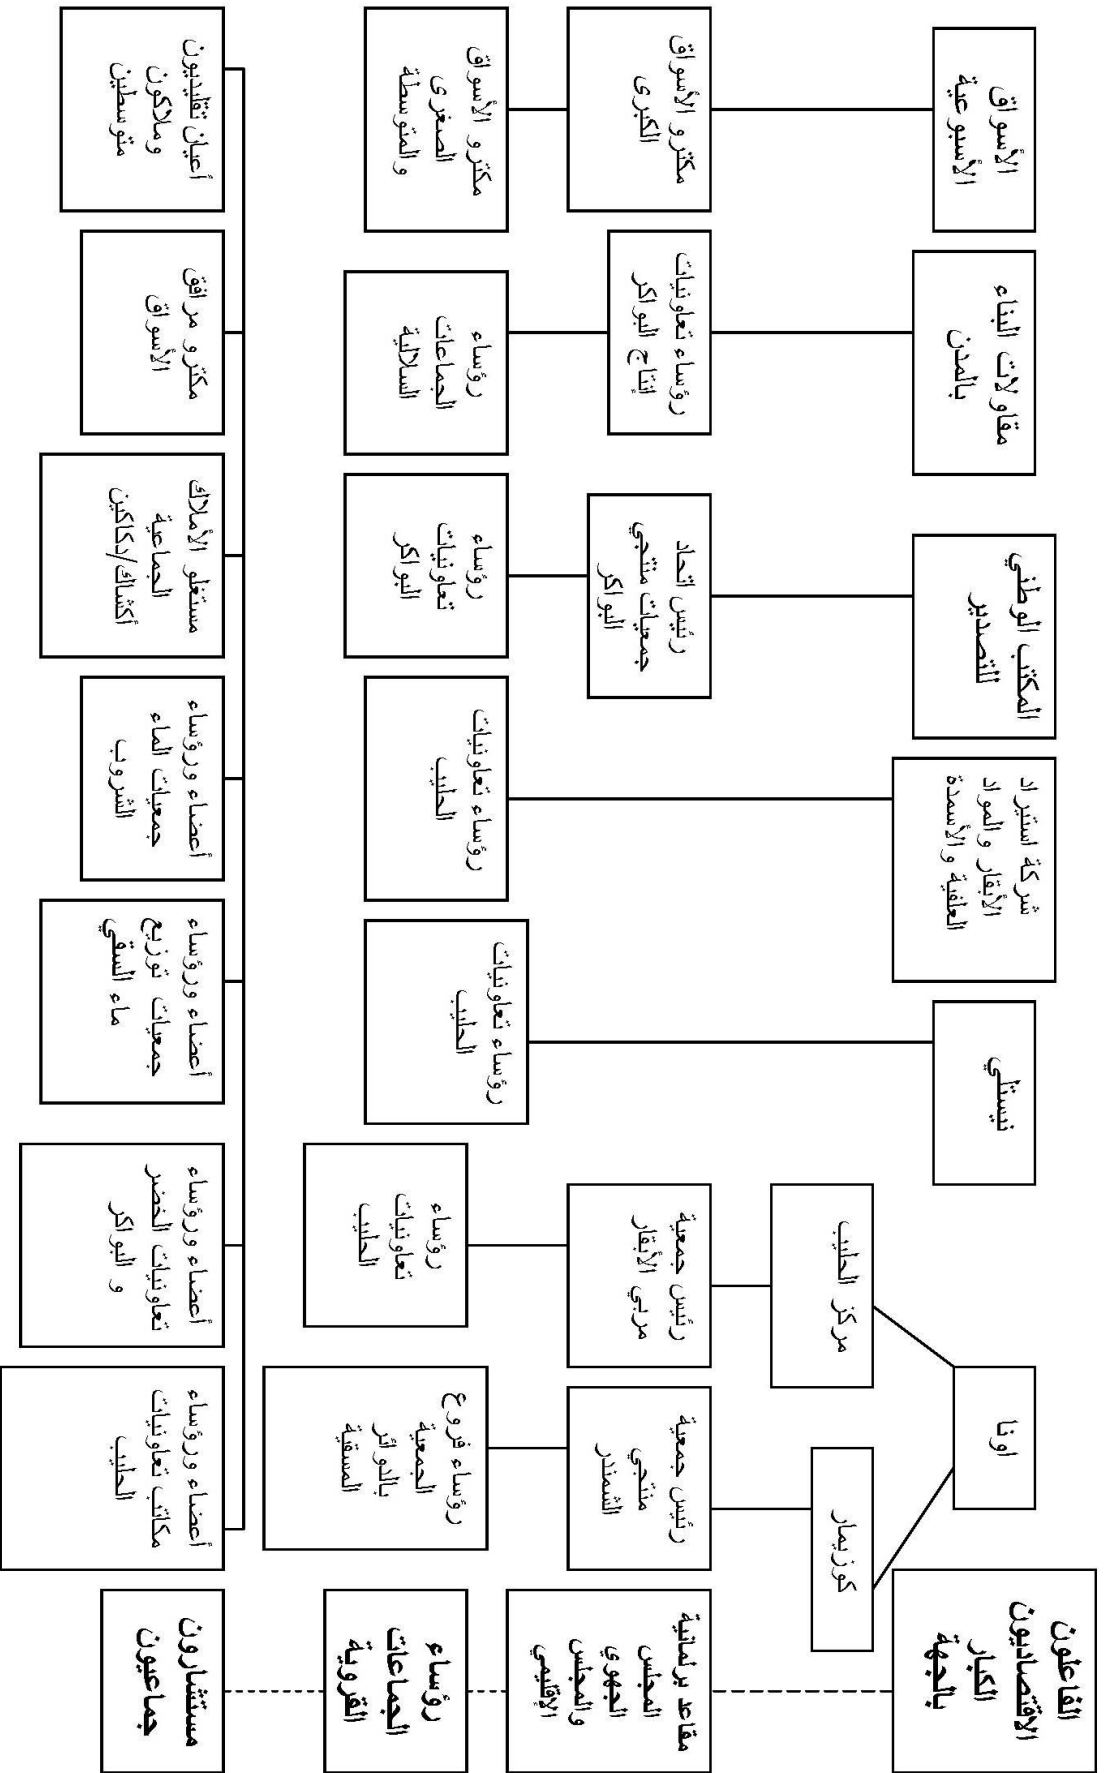 الفاعلون
الاقتصاديون
الكبار
بالجهة
اونا
نيستلي
شركة استيراد
الأبقار والمواد
العلفية والأسمدة
المكتب الوطني
للتصدير
مقاولات البناء
بالمدن
الأسواق
الأسبوعية
كوزيمار
مركز الحليب
مقاعد برلمانية
المجلس
الجهوي
والمجلس
الإقليمي
رئيس جمعية
منتجي
الشمندر
رئيس جمعية
مربي الأبقار
رئيس اتحاد
جمعيات منتجي
البواكر
رؤساء تعاونيات
إنتاج البواكر
مكترو الأسواق
الكبرى
رؤساء
الجماعات
القروية
رؤساء فروع
الجمعية
بالدوائر
المسقية
رؤساء
تعاونيات
الحليب
رؤساء تعاونيات
الحليب
رؤساء تعاونيات
الحليب
رؤساء
تعاونيات
البواكر
رؤساء
الجماعات
السلالية
مكترو الأسواق
الصغرى
والمتوسطة
مستشارون
جماعيون
أعضاء ورؤساء
مكاتب تعاونيات
الحليب
أعضاء ورؤساء
تعاونيات الخضر
و البواكر
أعضاء ورؤساء
جمعيات توزيع
ماء السقي
أعضاء ورؤساء
جمعيات الماء
الشروب
مستغلو الأملاك
الجماعية
أكشاك/دكاكين
مكترو مرافق
الأسواق
أعيان تقليديون
وملاكون
متوسطين